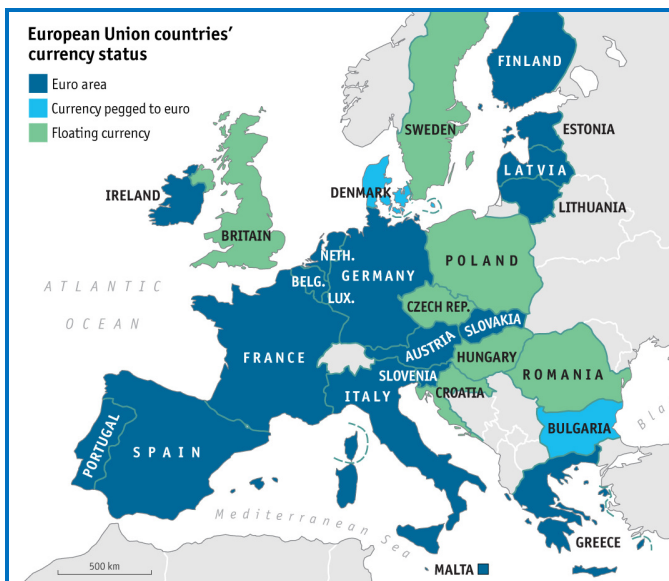 European Union countries’
currency status
Euro area
Currency pegged to euro
Floating currency
FINLAND
SWEDEN
ESTONIA
LATVIA
LITHUANIA
IRELAND
DENMARK
BRITAIN
NETH.
POLAND
GERMANY
BELG.
LUX.
ATLANTIC
OCEAN
CZECH REP.
SLOVAKIA
AUSTRIA
FRANCE
HUNGARY
SLOVENIA
ROMANIA
ITALY
CROATIA
BULGARIA
PORTUGAL
SPAIN
Mediterranean Sea
GREECE
MALTA
500 km